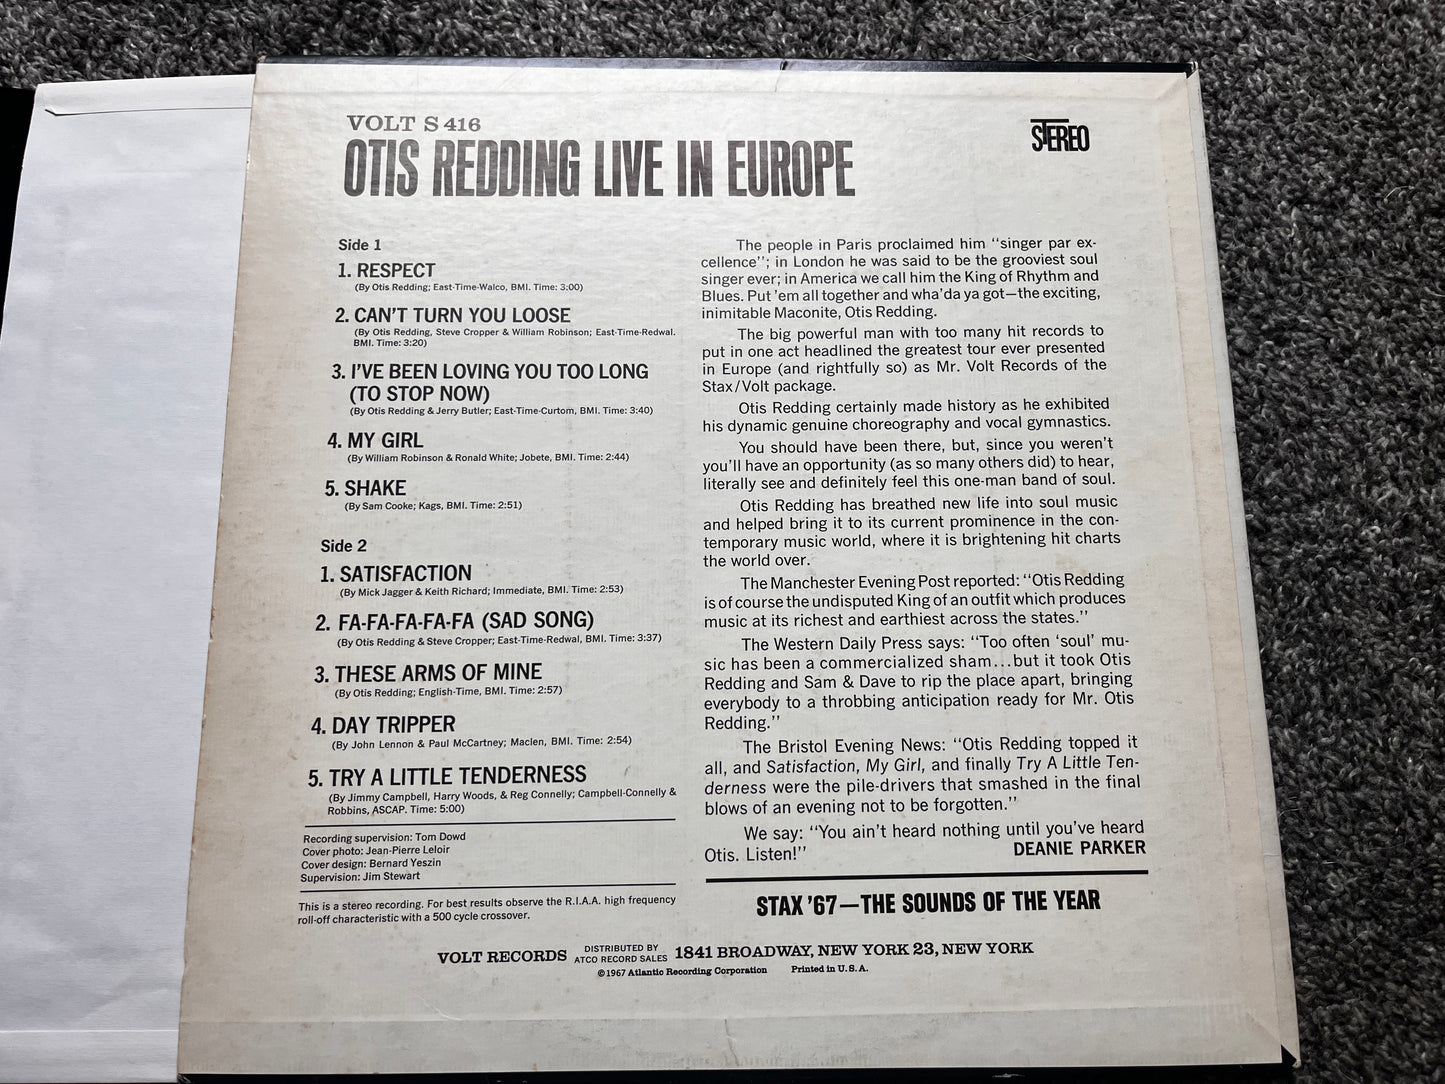 VOLT S 416
STEREO
OTIS REDDING LIVE IN EUROPE
Side 1
1. RESPECT
(By Otis Redding; East-Time-Walco, BMI. Time: 3:00)
2. CAN'T TURN YOU LOOSE
(By Otis Redding, Steve Cropper & William Robinson; East-Time-Redwal.
BMI. Time: 3:20)
3. I'VE BEEN LOVING YOU TOO LONG
(TO STOP NOW)
(By Otis Redding & Jerry Butler; East-Time-Curtom, BMI. Time: 3:40)
4. MY GIRL
(By William Robinson & Ronald White; Jobete, BMI. Time: 2:44)
5. SHAKE
(By Sam Cooke; Kags, BMI. Time: 2:51)
Side 2
1. SATISFACTION
(By Mick Jagger & Keith Richard; Immediate, BMI. Time: 2:53)
2. FA-FA-FA-FA-FA (SAD SONG)
(By Otis Redding & Steve Cropper; East-Time-Redwal, BMI. Time: 3:37)
3. THESE ARMS OF MINE
(By Otis Redding; English-Time, BMI. Time: 2:57)
4. DAY TRIPPER
(By John Lennon & Paul McCartney; Maclen, BMI. Time: 2:54)
5. TRY A LITTLE TENDERNESS
(By Jimmy Campbell, Harry Woods, & Reg Connelly; Campbell-Connelly &
Robbins, ASCAP. Time: 5:00)
Recording supervision: Tom Dowd
Cover photo: Jean-Pierre Leloir
Cover design: Bernard Yeszin
Supervision: Jim Stewart
This is a stereo recording. For best results observe the R.I.A.A. high frequency
roll-off characteristic with a 500 cycle crossover.
The people in Paris proclaimed him "singer par ex-
cellence"; in London he was said to be the grooviest soul
singer ever; in America we call him the King of Rhythm and
Blues. Put 'em all together and wha'da ya got—the exciting,
inimitable Maconite, Otis Redding.
The big powerful man with too many hit records to
put in one act headlined the greatest tour ever presented
in Europe (and rightfully so) as Mr. Volt Records of the
Stax/Volt package.
Otis Redding certainly made history as he exhibited
his dynamic genuine choreography and vocal gymnastics.
You should have been there, but, since you weren't
you'll have an opportunity (as so many others did) to hear,
literally see and definitely feel this one-man band of soul.
Otis Redding has breathed new life into soul music
and helped bring it to its current prominence in the con-
temporary music world, where it is brightening hit charts
the world over.
The Manchester Evening Post reported: "Otis Redding
is of course the undisputed King of an outfit which produces
music at its richest and earthiest across the states."
The Western Daily Press says: "Too often 'soul' mu-
sic has been a commercialized sham...but it took Otis
Redding and Sam & Dave to rip the place apart, bringing
everybody to a throbbing anticipation ready for Mr. Otis
Redding."
The Bristol Evening News: "Otis Redding topped it
all, and Satisfaction, My Girl, and finally Try A Little Ten-
derness were the pile-drivers that smashed in the final
blows of an evening not to be forgotten."
We say: "You ain't heard nothing until you've heard
Otis. Listen!" DEANIE PARKER
STAX '67—THE SOUNDS OF THE YEAR
VOLT RECORDS DISTRIBUTED BY ATCO RECORD SALES 1841 BROADWAY, NEW YORK 23, NEW YORK
©1967 Atlantic Recording Corporation Printed in U.S.A.